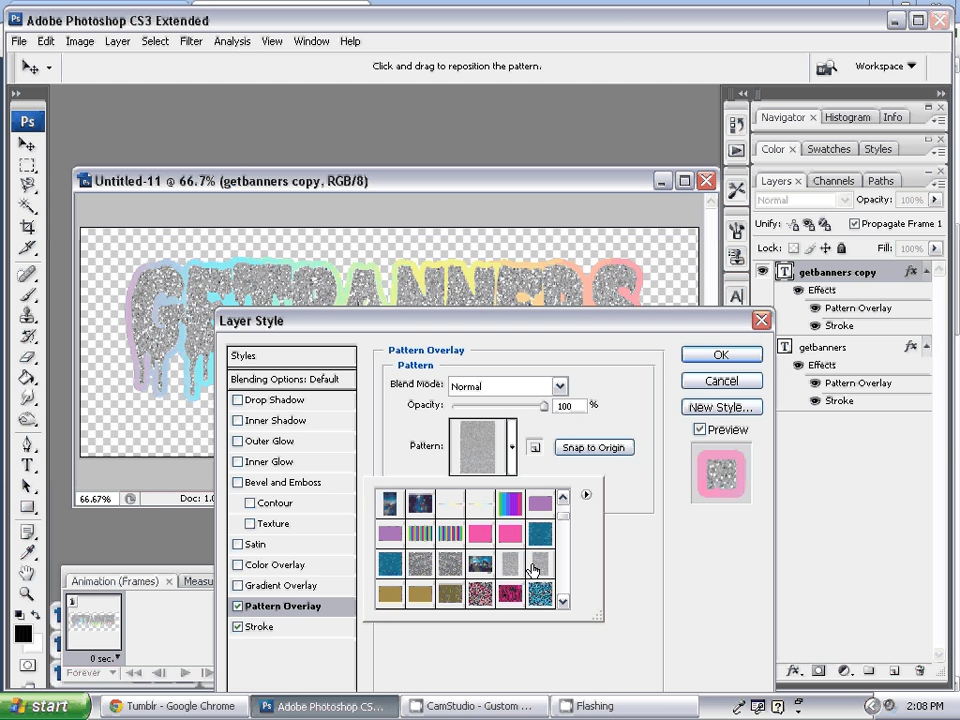 Adobe Photoshop CS3 Extended
File Edit Image Layer Select Filter Analysis View Window Help
Click and drag to reposition the pattern.
Workspace
Ps
Navigator Histogram Info
Color Swatches Styles
Untitled-11 @ 66.7% (getbanners copy, RGB/8)
Layers Channels Paths
Normal Opacity: 100%
Unify: Propagate Frame 1
Lock: Fill: 100%
GETBANNERS
getbanners copy fx
Effects
Pattern Overlay
Stroke
getbanners fx
Effects
Pattern Overlay
Stroke
Layer Style
Styles
Blending Options: Default
Drop Shadow
Inner Shadow
Outer Glow
Inner Glow
Bevel and Emboss
Contour
Texture
Satin
Color Overlay
Gradient Overlay
Pattern Overlay
Stroke
Pattern Overlay
Pattern
Blend Mode: Normal
Opacity: 100 %
Pattern: Snap to Origin
OK
Cancel
New Style...
Preview
66.67% Doc: 1.0
Animation (Frames) Measu
1
0 sec.
Forever
start Tumblr - Google Chrome Adobe Photoshop CS... CamStudio - Custom ... Flashing 2:08 PM